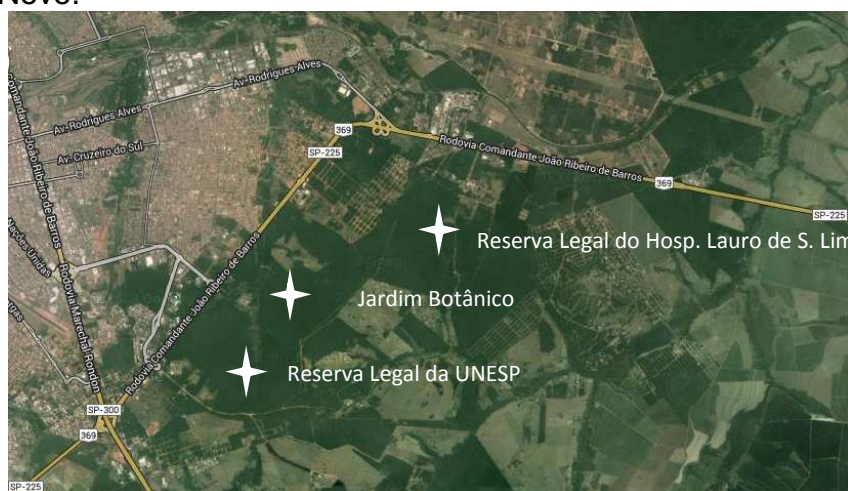 Novo.
Av-Rodrigues Alves
369
SP-225
Rodovia Comandante João Ribeiro de Barros
369
SP-225
Comandante João Ribeiro de Barros
Av-Rodrigues Alves
Av-Cruzeiro do Sul
Nações Unidas
Rodovia Marechal Rondon
Rodovia Comandante João Ribeiro de Barros
Reserva Legal do Hosp. Lauro de S. Lim
Jardim Botânico
Reserva Legal da UNESP
SP-300
369
SP-225